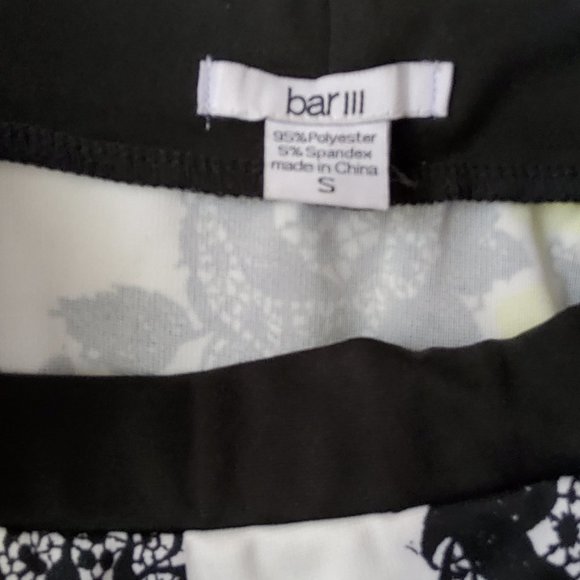 bar III
95% Polyester
5% Spandex
made in China
S